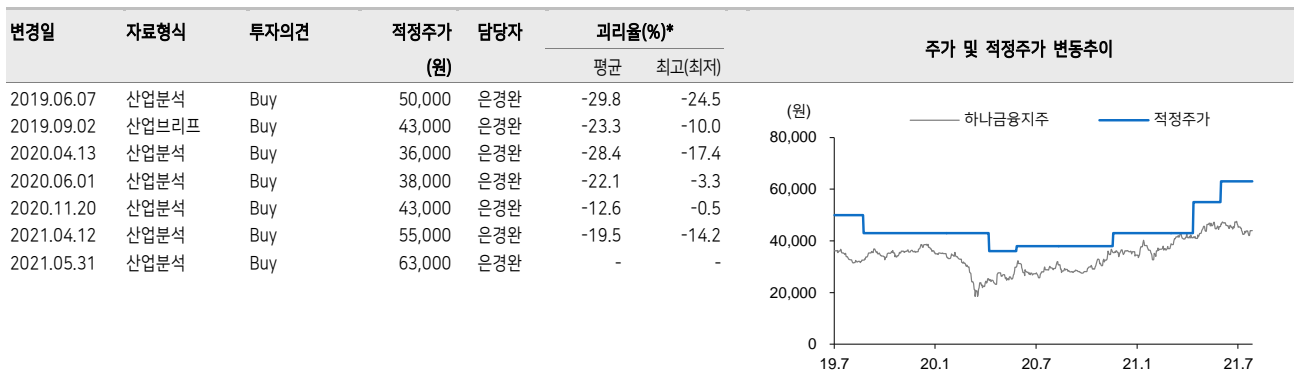 변경일 자료형식 투자의견 적정주가 담당자 괴리율(%)* 주가 및 적정주가 변동추이
(원) 평균 최고(최저)
2019.06.07 산업분석 Buy 50,000 은경완 -29.8 -24.5
2019.09.02 산업브리프 Buy 43,000 은경완 -23.3 -10.0
2020.04.13 산업분석 Buy 36,000 은경완 -28.4 -17.4
2020.06.01 산업분석 Buy 38,000 은경완 -22.1 -3.3
2020.11.20 산업분석 Buy 43,000 은경완 -12.6 -0.5
2021.04.12 산업분석 Buy 55,000 은경완 -19.5 -14.2
2021.05.31 산업분석 Buy 63,000 은경완 - -
(원) 하나금융지주 적정주가
80,000
60,000
40,000
20,000
0
19.7 20.1 20.7 21.1 21.7